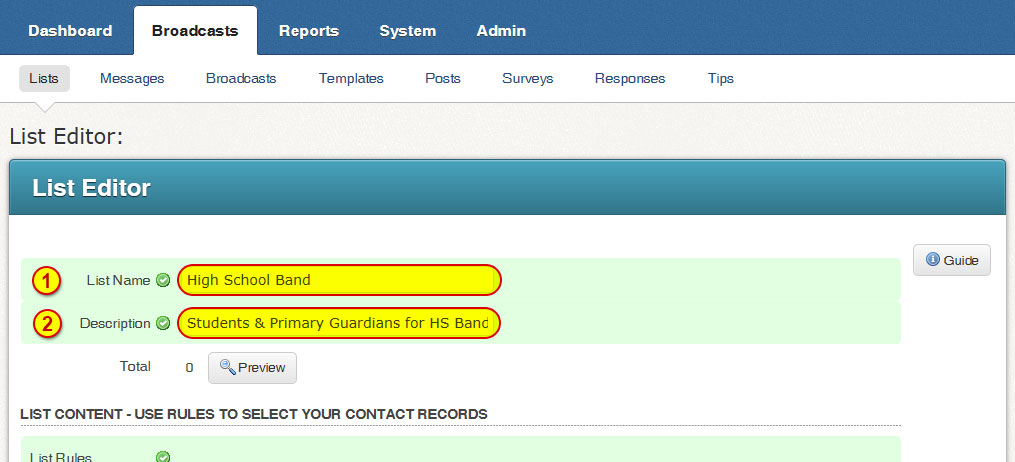 Dashboard Broadcasts Reports System Admin
Lists Messages Broadcasts Templates Posts Surveys Responses Tips
List Editor:
List Editor
Guide
1 List Name High School Band
2 Description Students & Primary Guardians for HS Band
Total 0 Preview
LIST CONTENT - USE RULES TO SELECT YOUR CONTACT RECORDS
List Rules